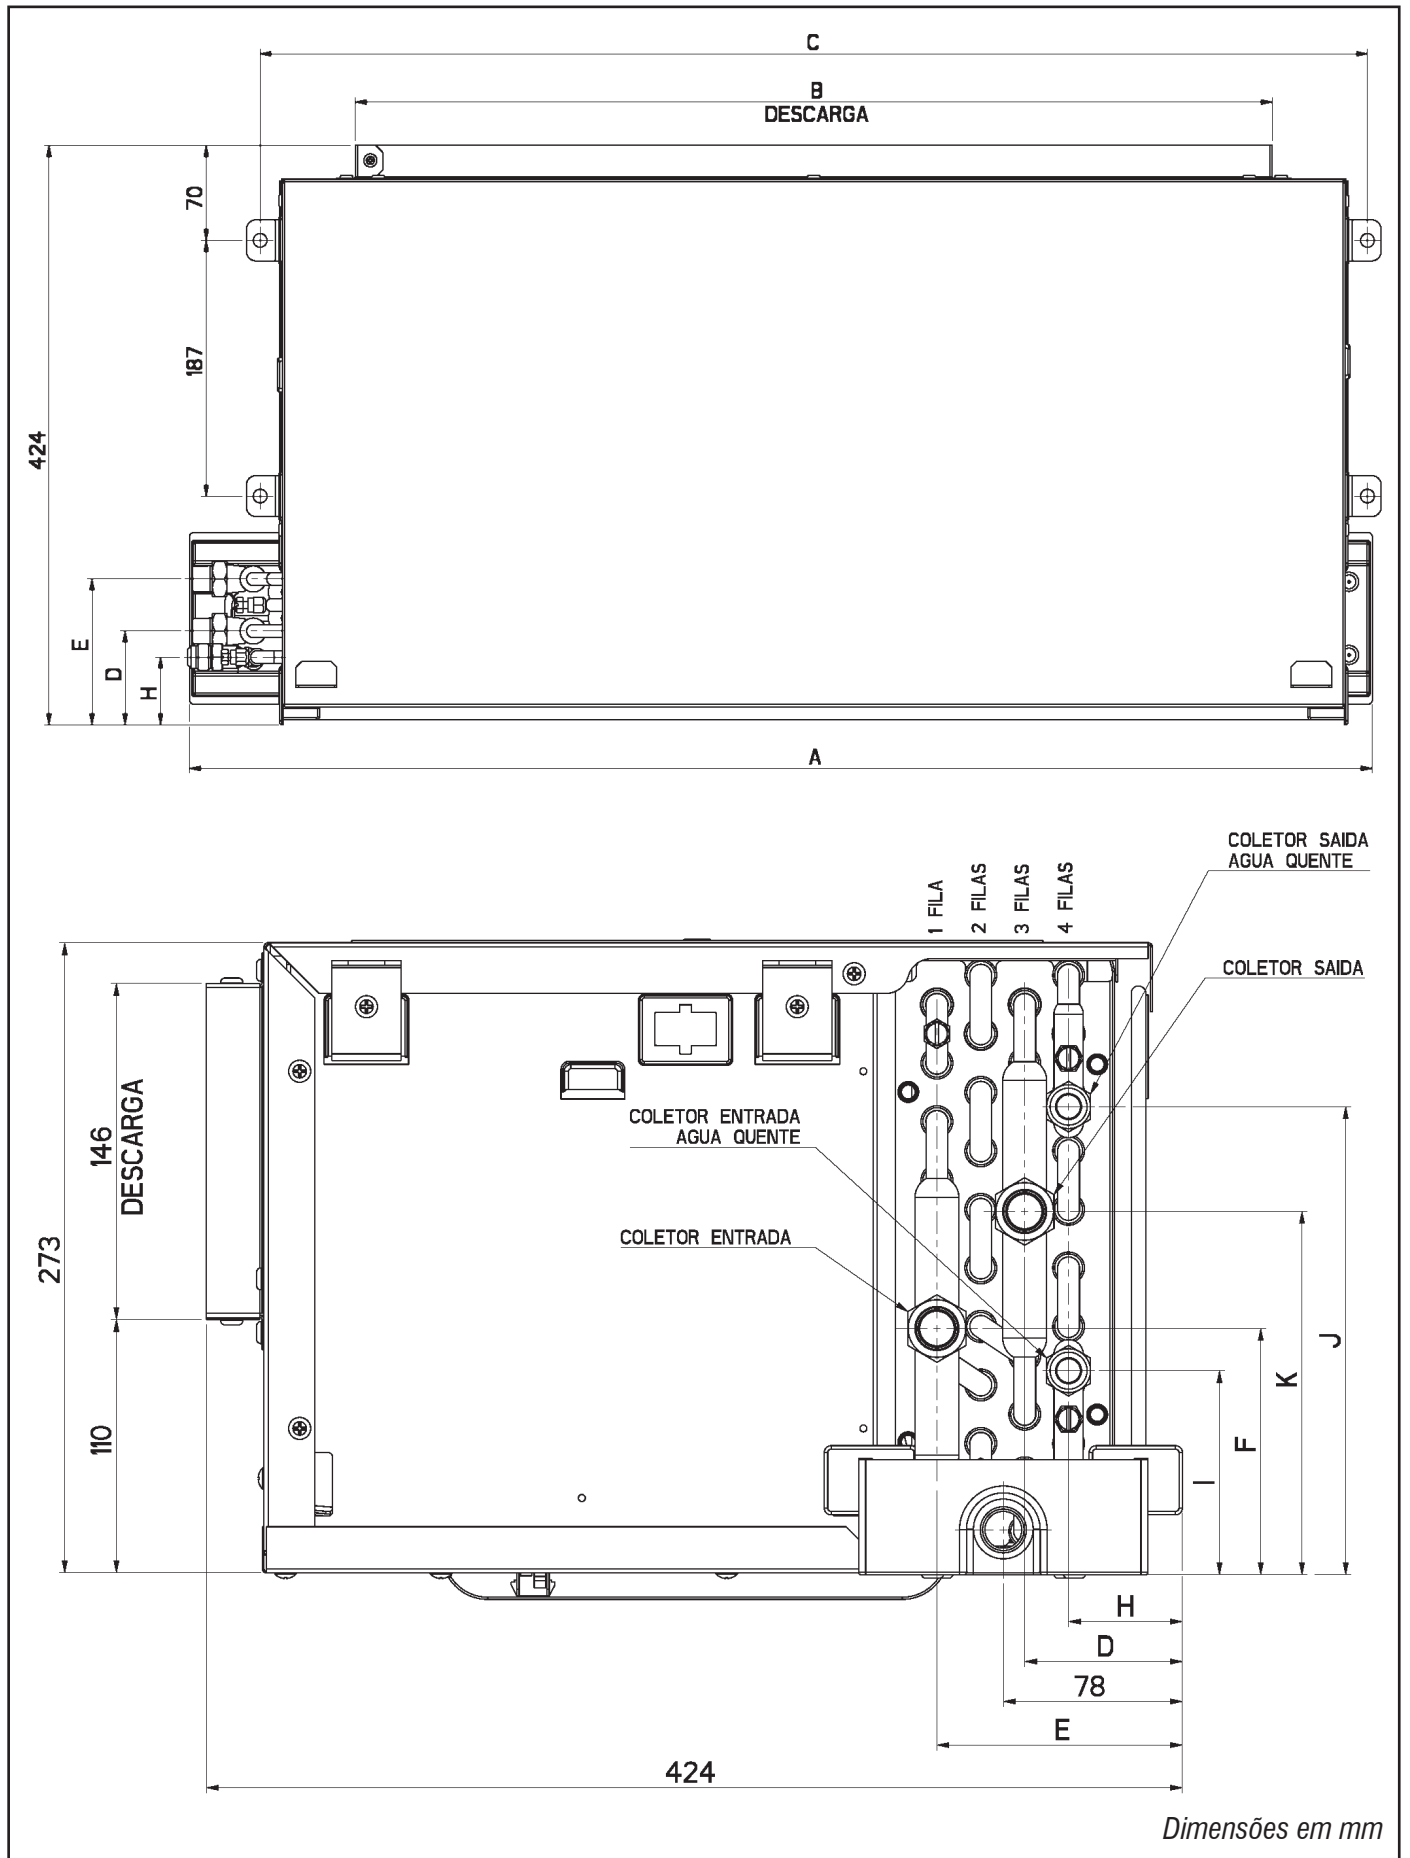 C
B
DESCARGA
70
187
424
E
D
H
A
COLETOR SAIDA
AGUA QUENTE
1 FILA
2 FILAS
3 FILAS
4 FILAS
COLETOR SAIDA
COLETOR ENTRADA
AGUA QUENTE
COLETOR ENTRADA
146
DESCARGA
273
110
J
K
F
I
H
D
78
E
424
Dimensões em mm